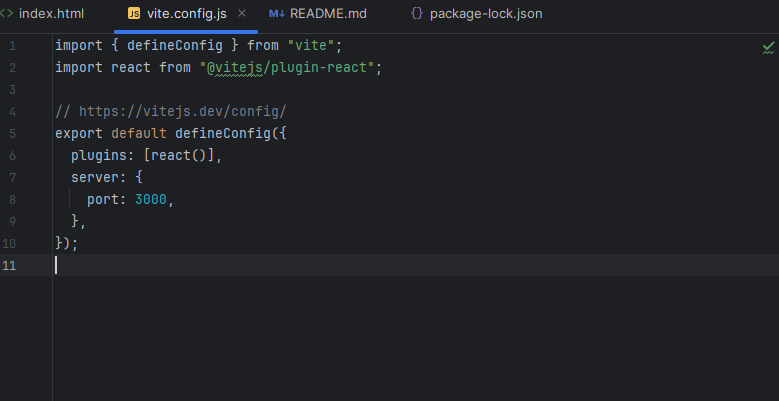 <> index.html JS vite.config.js × M↓ README.md {} package-lock.json
1 import { defineConfig } from "vite";
2 import react from "@vitejs/plugin-react";
3
4 // https://vitejs.dev/config/
5 export default defineConfig({
6   plugins: [react()],
7   server: {
8     port: 3000,
9   },
10 });
11